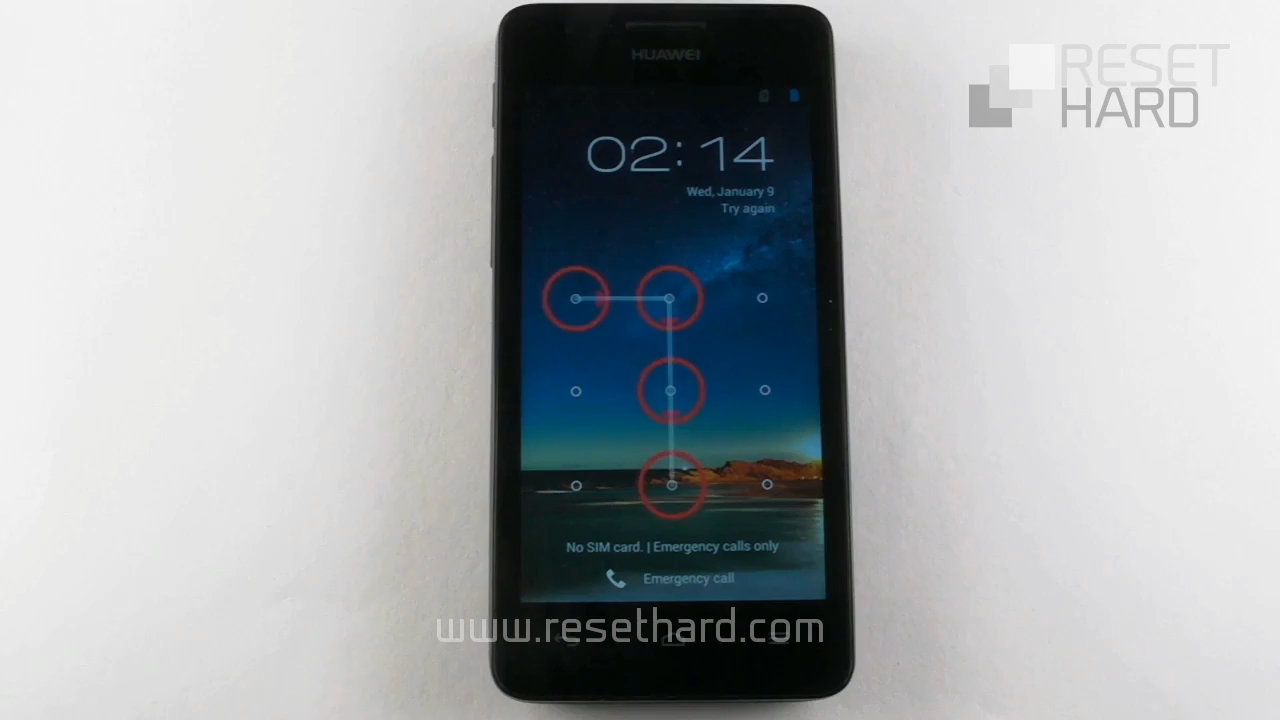 HUAWEI
RESET
HARD
02:14
Wed, January 9
Try again
No SIM card. | Emergency calls only
Emergency call
www.resethard.com